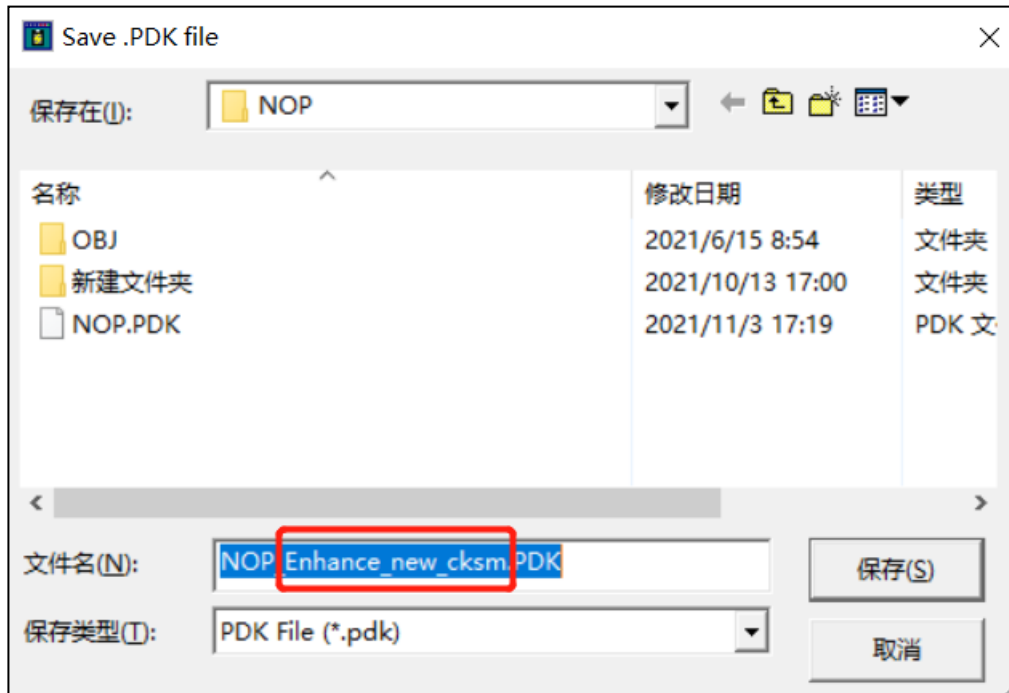 Save .PDK file
保存在(I):
NOP
名称 修改日期 类型
OBJ 2021/6/15 8:54 文件夹
新建文件夹 2021/10/13 17:00 文件夹
NOP.PDK 2021/11/3 17:19 PDK 文
文件名(N): NOP_Enhance_new_cksm.PDK 保存(S)
保存类型(T): PDK File (*.pdk) 取消